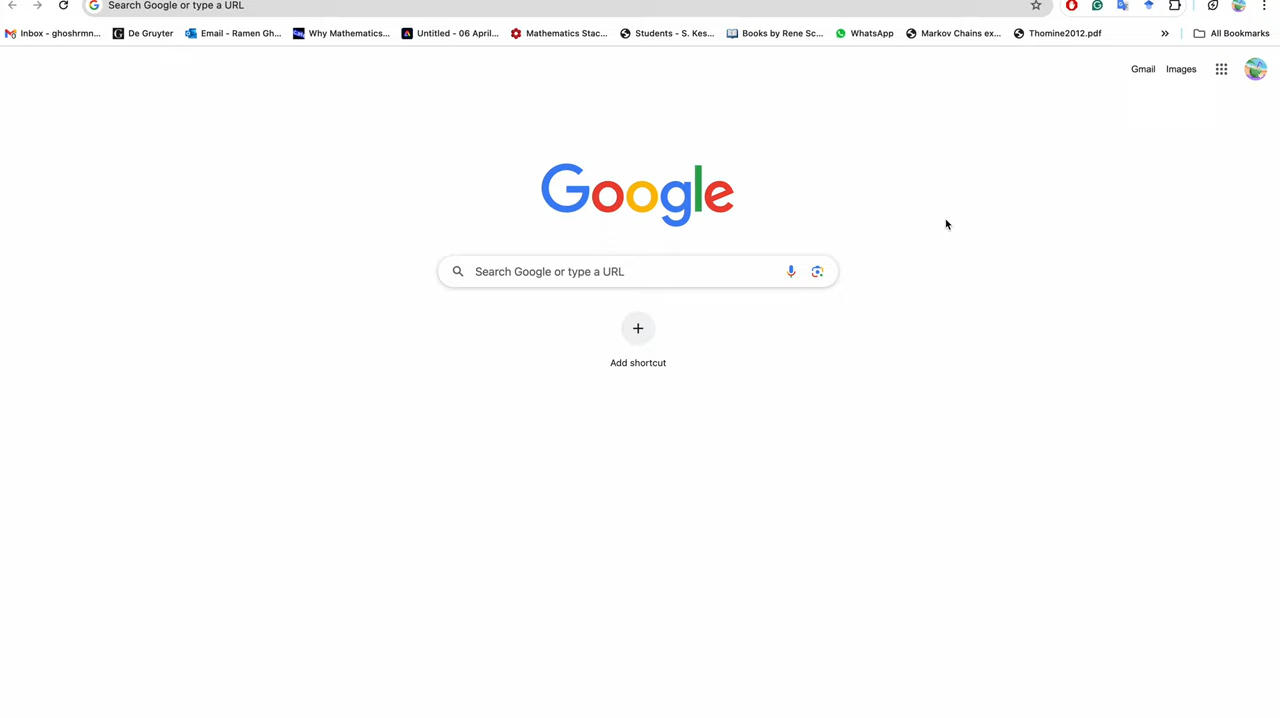 Search Google or type a URL
Inbox - ghoshrmn... De Gruyter Email - Ramen Gh... Why Mathematics... Untitled - 06 April... Mathematics Stac... Students - S. Kes... Books by Rene Sc... WhatsApp Markov Chains ex... Thomine2012.pdf » All Bookmarks
Gmail Images
Google
Search Google or type a URL
Add shortcut